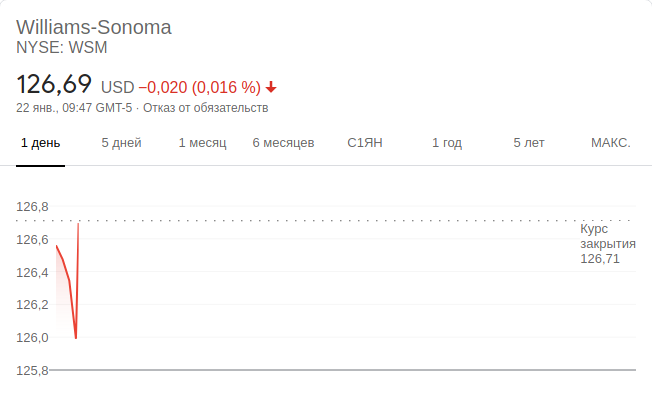 Williams-Sonoma
NYSE: WSM
126,69 USD −0,020 (0,016 %)
22 янв., 09:47 GMT-5 · Отказ от обязательств
1 день 5 дней 1 месяц 6 месяцев С1ЯН 1 год 5 лет МАКС.
126,8
126,6
126,4
126,2
126,0
125,8
Курс
закрытия
126,71